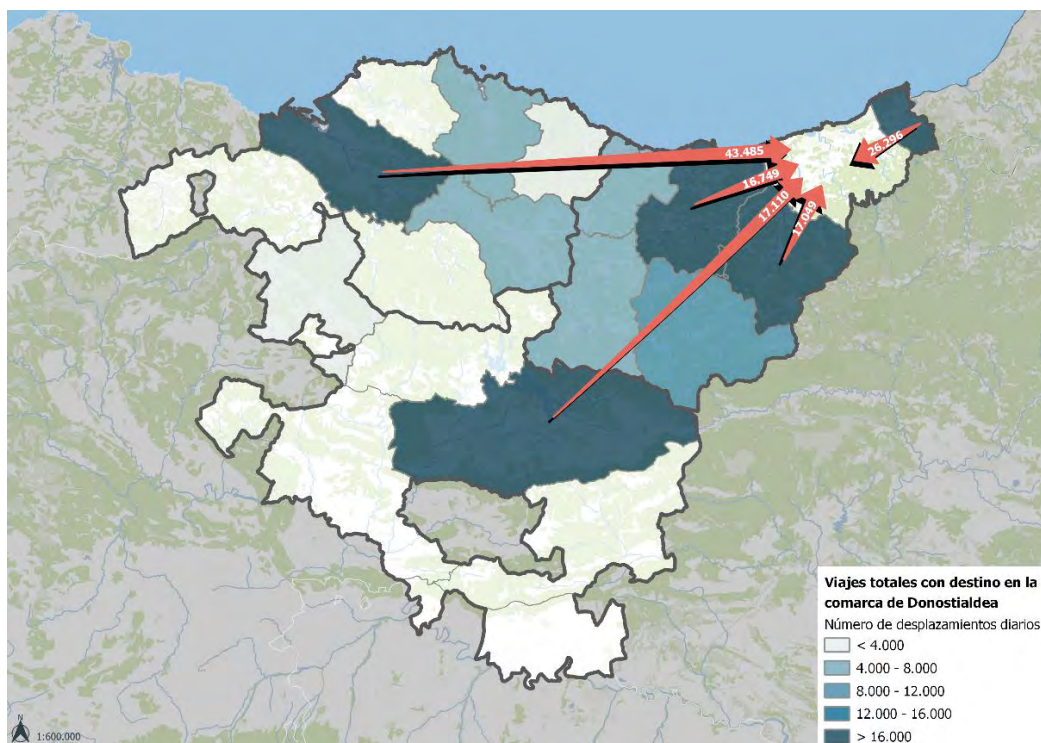 43.485
26.296
16.749
17.110
17.049
Viajes totales con destino en la
comarca de Donostialdea
Número de desplazamientos diarios
< 4.000
4.000 - 8.000
8.000 - 12.000
12.000 - 16.000
> 16.000
N
1:600.000